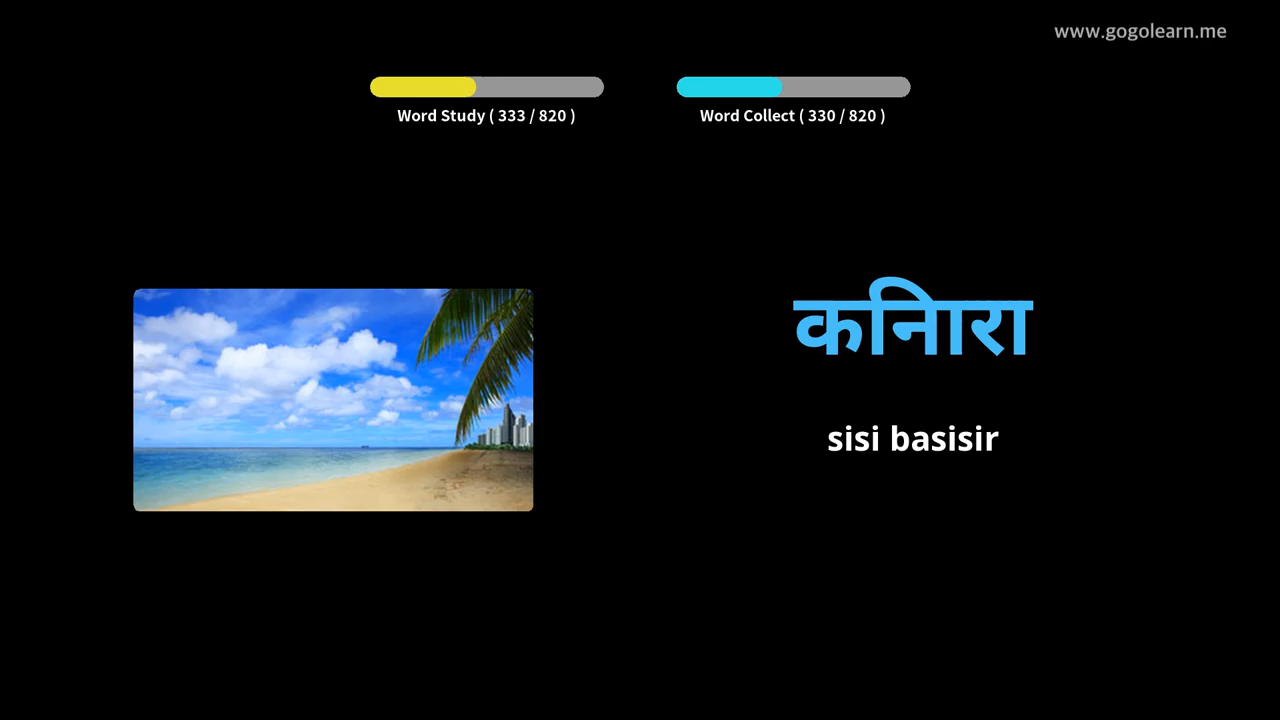 www.gogolearn.me
Word Study ( 333 / 820 )
Word Collect ( 330 / 820 )
कनिारा
sisi basisir